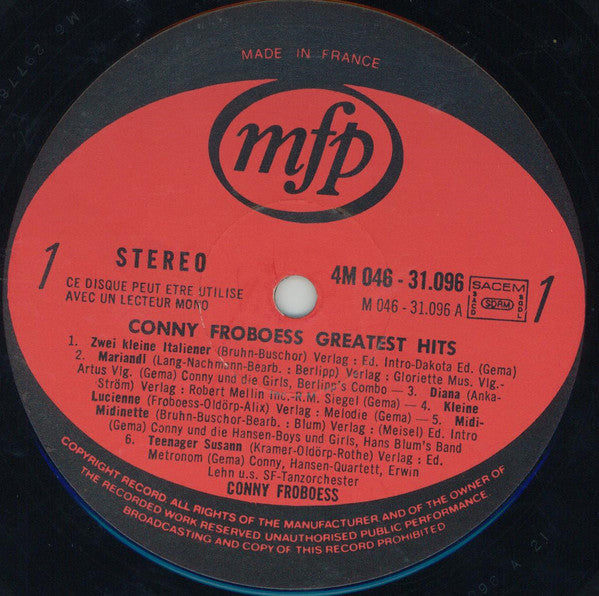 MADE IN FRANCE
mfp
1
STEREO
CE DISQUE PEUT ETRE UTILISE
AVEC UN LECTEUR MONO
4M 046 - 31.096
M 046 - 31.096 A
SACEM
SACD
SDRM
SGDL
1
CONNY FROBOESS GREATEST HITS
1. Zwei kleine Italiener (Bruhn-Buschor) Verlag : Ed. Intro-Dakota Ed. (Gema)
2. Mariandl (Lang-Nachmann-Bearb. : Berlipp) Verlag : Gloriette Mus. Vlg.-
Artus Vlg. (Gema) Conny und die Girls, Berlipp's Combo — 3. Diana (Anka-
Ström) Verlag : Robert Mellin inc.R.M. Siegel (Gema) — 4. Kleine
Lucienne (Froboess-Oldörp-Alix) Verlag : Melodie (Gema) — 5. Midi-
Midinette (Bruhn-Buschor-Bearb. : Blum) Verlag : (Meisel) Ed. Intro
(Gema) Conny und die Hansen-Boys und Girls, Hans Blum's Band
6. Teenager Susann (Kramer-Oldörp-Rothe) Verlag : Ed.
Metronom (Gema) Conny, Hansen-Quartett, Erwin
Lehn u.s. SF-Tanzorchester
CONNY FROBOESS
COPYRIGHT RECORD ALL RIGHTS OF THE MANUFACTURER, AND OF THE OWNER OF
THE RECORDED WORK RESERVED UNAUTHORISED PUBLIC PERFORMANCE
BROADCASTING AND COPY OF THIS RECORD PROHIBITED